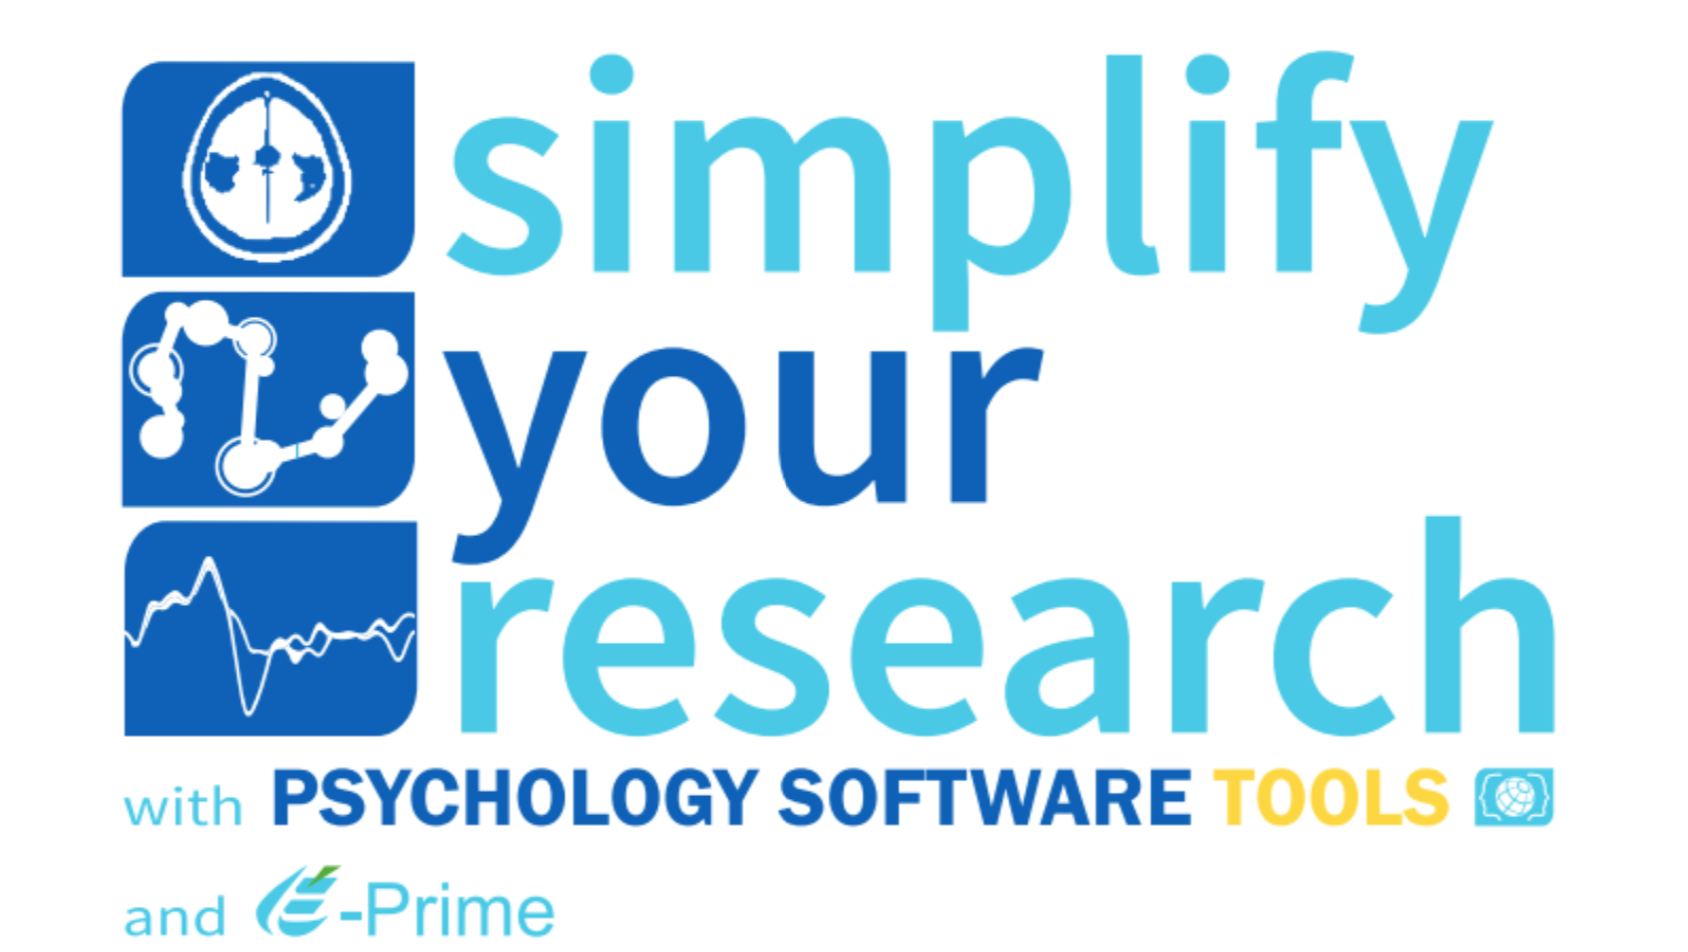 simplify
your
research
with PSYCHOLOGY SOFTWARE TOOLS
and E-Prime